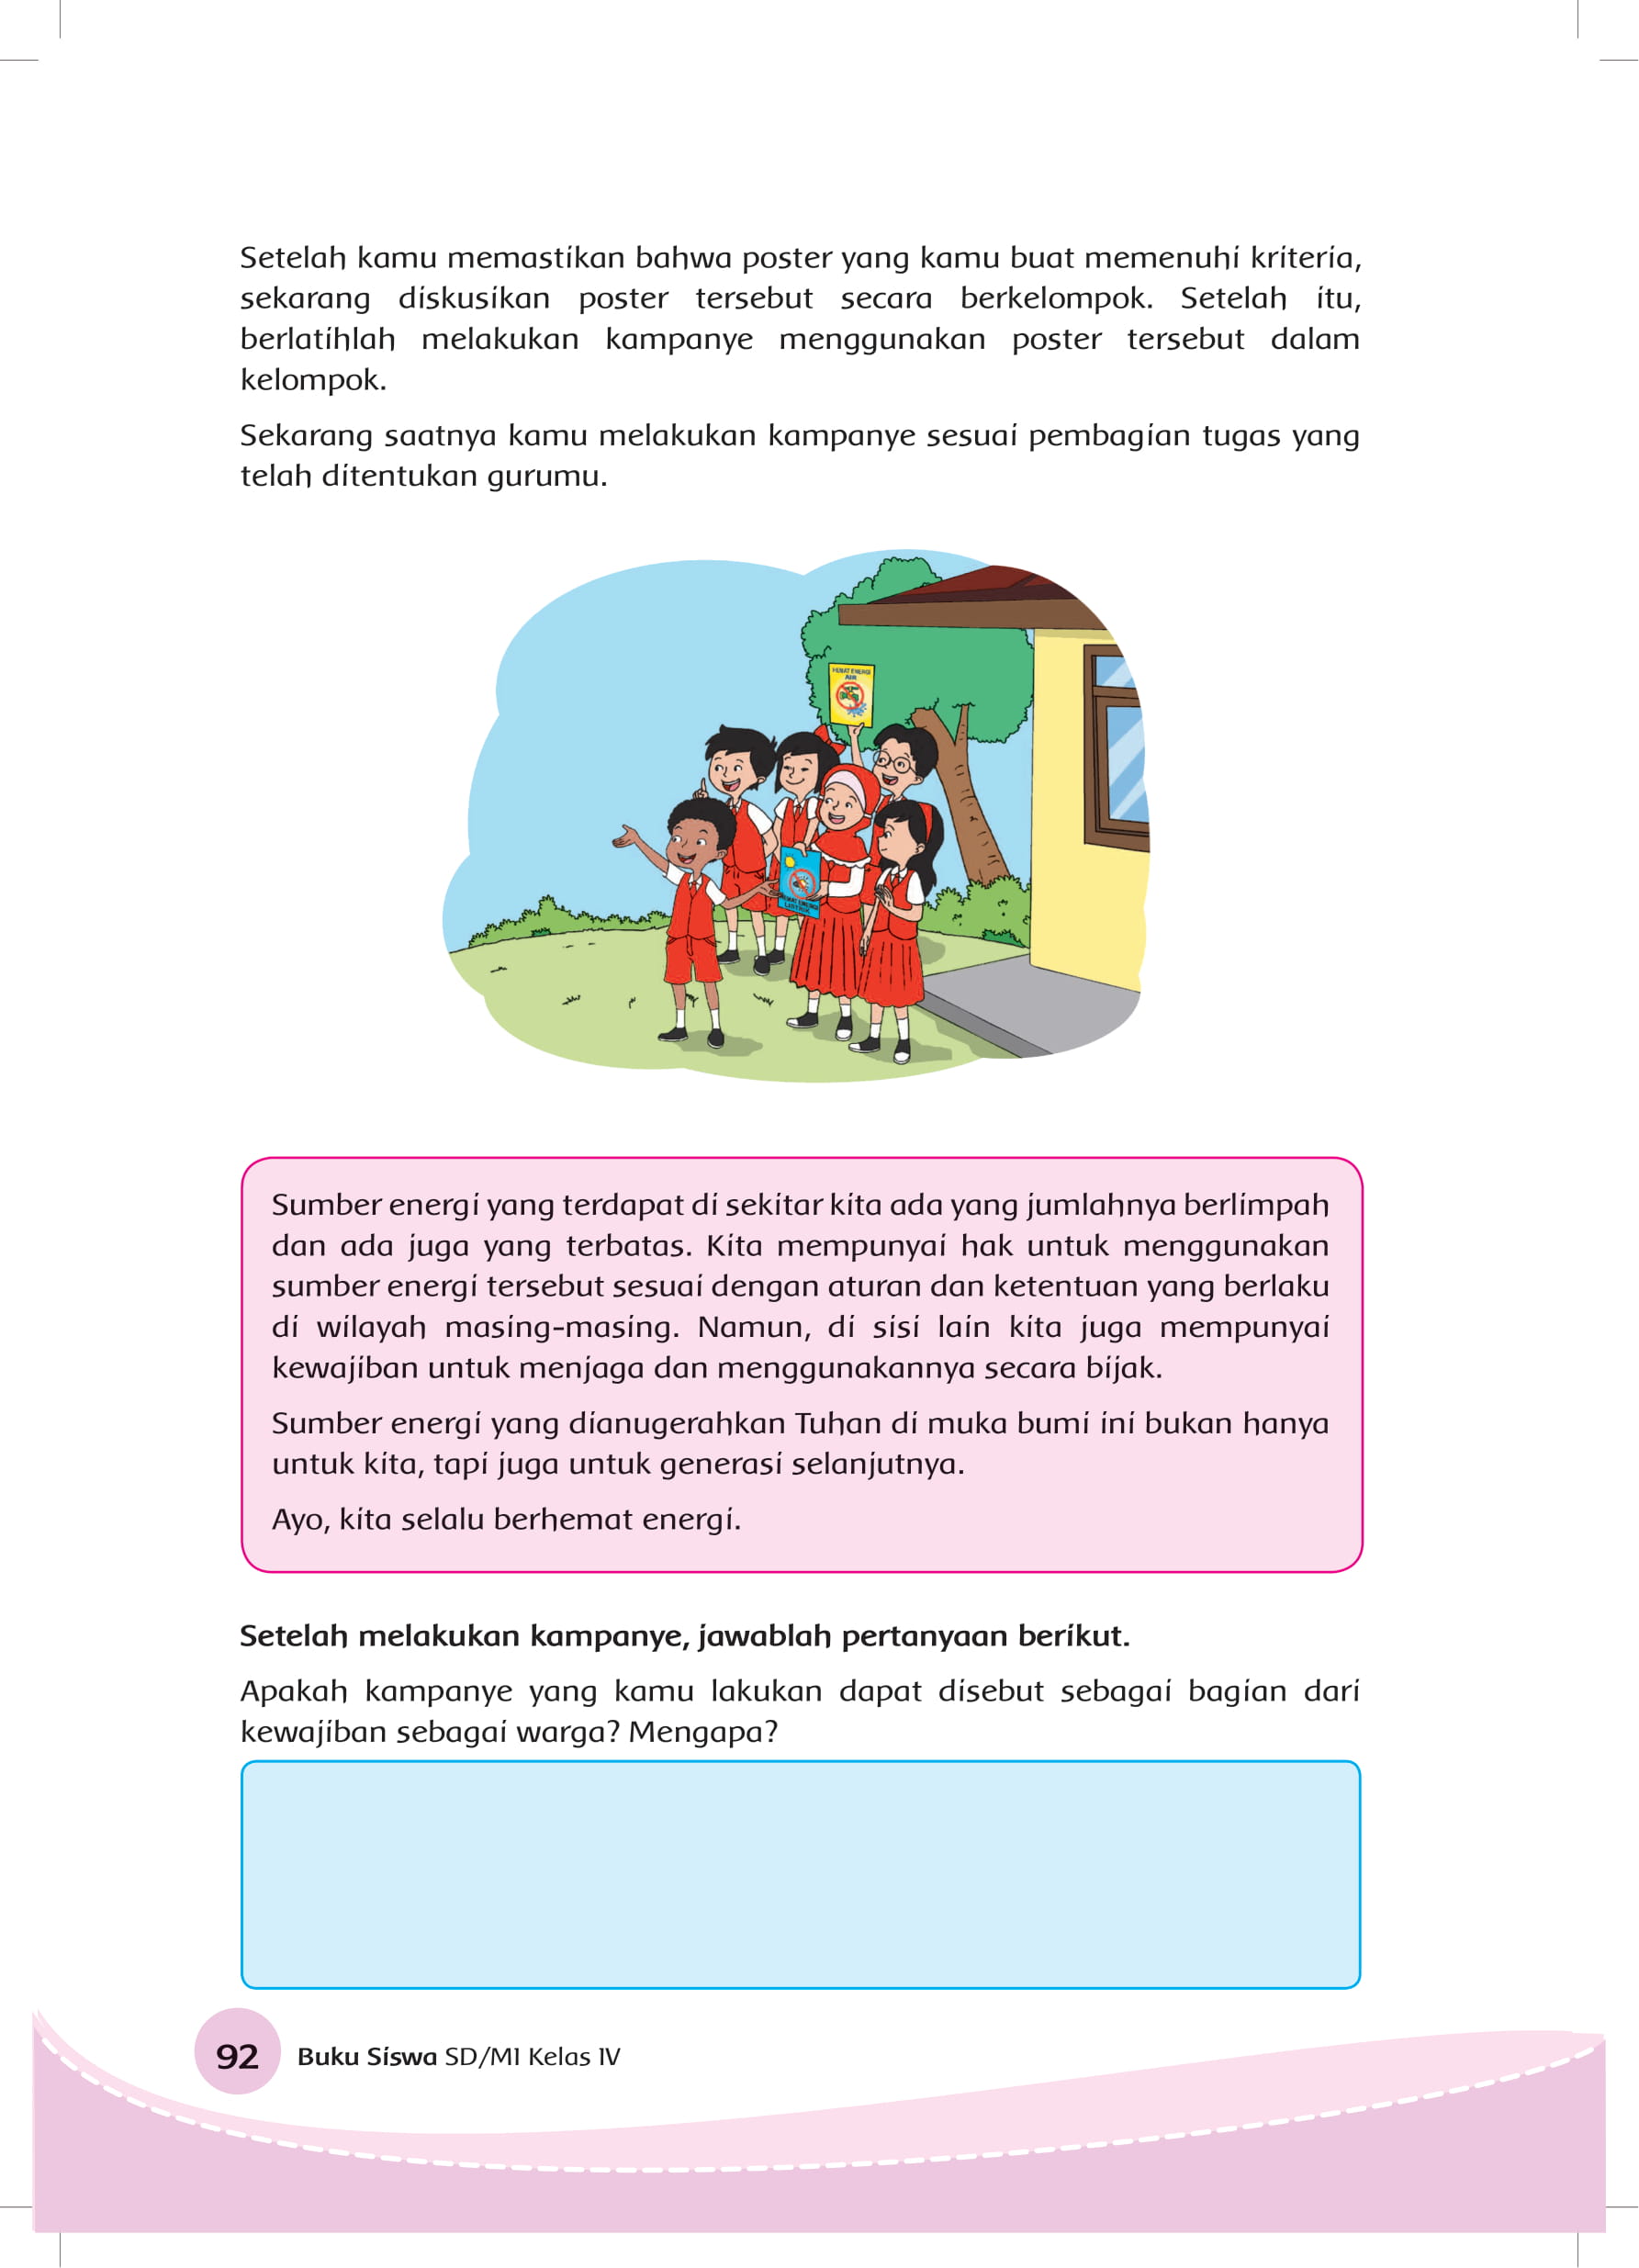 Setelah kamu memastikan bahwa poster yang kamu buat memenuhi kriteria,
sekarang diskusikan poster tersebut secara berkelompok. Setelah itu,
berlatihlah melakukan kampanye menggunakan poster tersebut dalam
kelompok.
Sekarang saatnya kamu melakukan kampanye sesuai pembagian tugas yang
telah ditentukan gurumu.
HEMAT ENERGI
AIR
HEMAT ENERGI
LISTRIK
Sumber energi yang terdapat di sekitar kita ada yang jumlahnya berlimpah
dan ada juga yang terbatas. Kita mempunyai hak untuk menggunakan
sumber energi tersebut sesuai dengan aturan dan ketentuan yang berlaku
di wilayah masing-masing. Namun, di sisi lain kita juga mempunyai
kewajiban untuk menjaga dan menggunakannya secara bijak.
Sumber energi yang dianugerahkan Tuhan di muka bumi ini bukan hanya
untuk kita, tapi juga untuk generasi selanjutnya.
Ayo, kita selalu berhemat energi.
Setelah melakukan kampanye, jawablah pertanyaan berikut.
Apakah kampanye yang kamu lakukan dapat disebut sebagai bagian dari
kewajiban sebagai warga? Mengapa?
92 Buku Siswa SD/MI Kelas IV